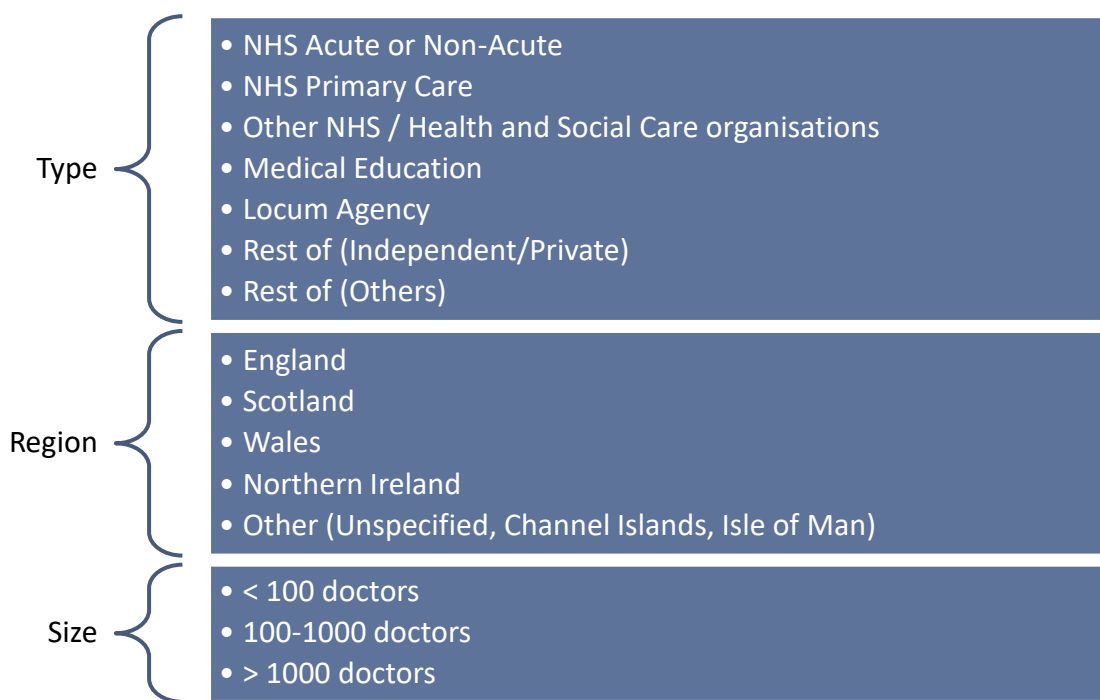 Type
• NHS Acute or Non-Acute
• NHS Primary Care
• Other NHS / Health and Social Care organisations
• Medical Education
• Locum Agency
• Rest of (Independent/Private)
• Rest of (Others)
Region
• England
• Scotland
• Wales
• Northern Ireland
• Other (Unspecified, Channel Islands, Isle of Man)
Size
• < 100 doctors
• 100-1000 doctors
• > 1000 doctors